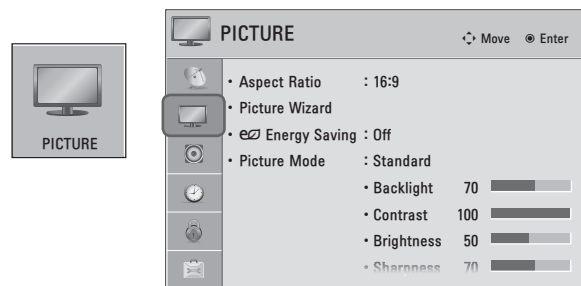 PICTURE
PICTURE
Move
Enter
• Aspect Ratio : 16:9
• Picture Wizard
• e Energy Saving : Off
• Picture Mode : Standard
• Backlight 70
• Contrast 100
• Brightness 50
• Sharpness 70